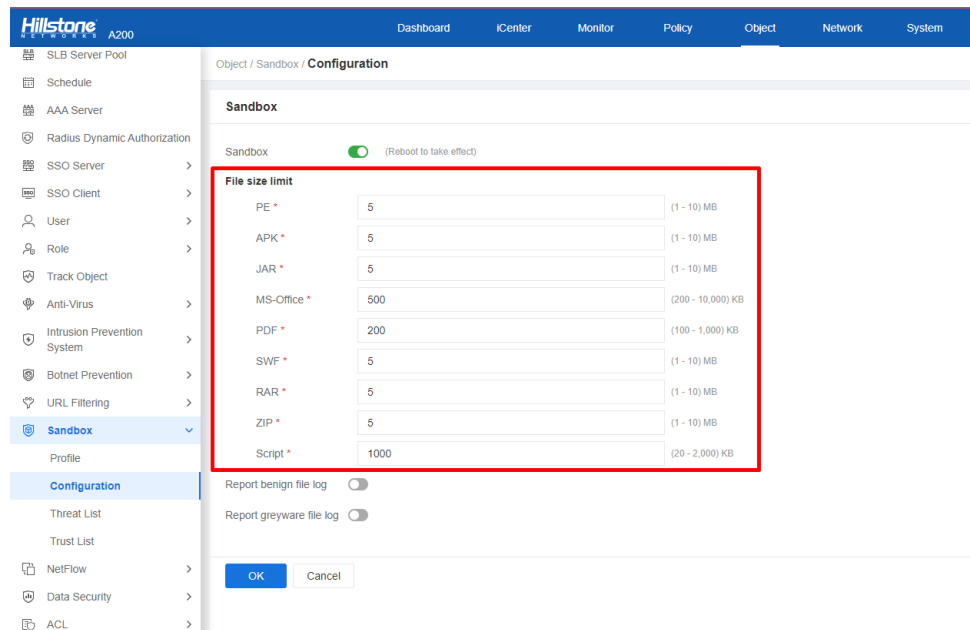 Hillstone
NETWORKS A200
Dashboard iCenter Monitor Policy Object Network System
SLB Server Pool
Schedule
AAA Server
Radius Dynamic Authorization
SSO Server
SSO Client
User
Role
Track Object
Anti-Virus
Intrusion Prevention
System
Botnet Prevention
URL Filtering
Sandbox
Profile
Configuration
Threat List
Trust List
NetFlow
Data Security
ACL
Object / Sandbox / Configuration
Sandbox
Sandbox (Reboot to take effect)
File size limit
PE * 5 (1 - 10) MB
APK * 5 (1 - 10) MB
JAR * 5 (1 - 10) MB
MS-Office * 500 (200 - 10,000) KB
PDF * 200 (100 - 1,000) KB
SWF * 5 (1 - 10) MB
RAR * 5 (1 - 10) MB
ZIP * 5 (1 - 10) MB
Script * 1000 (20 - 2,000) KB
Report benign file log
Report greyware file log
OK Cancel